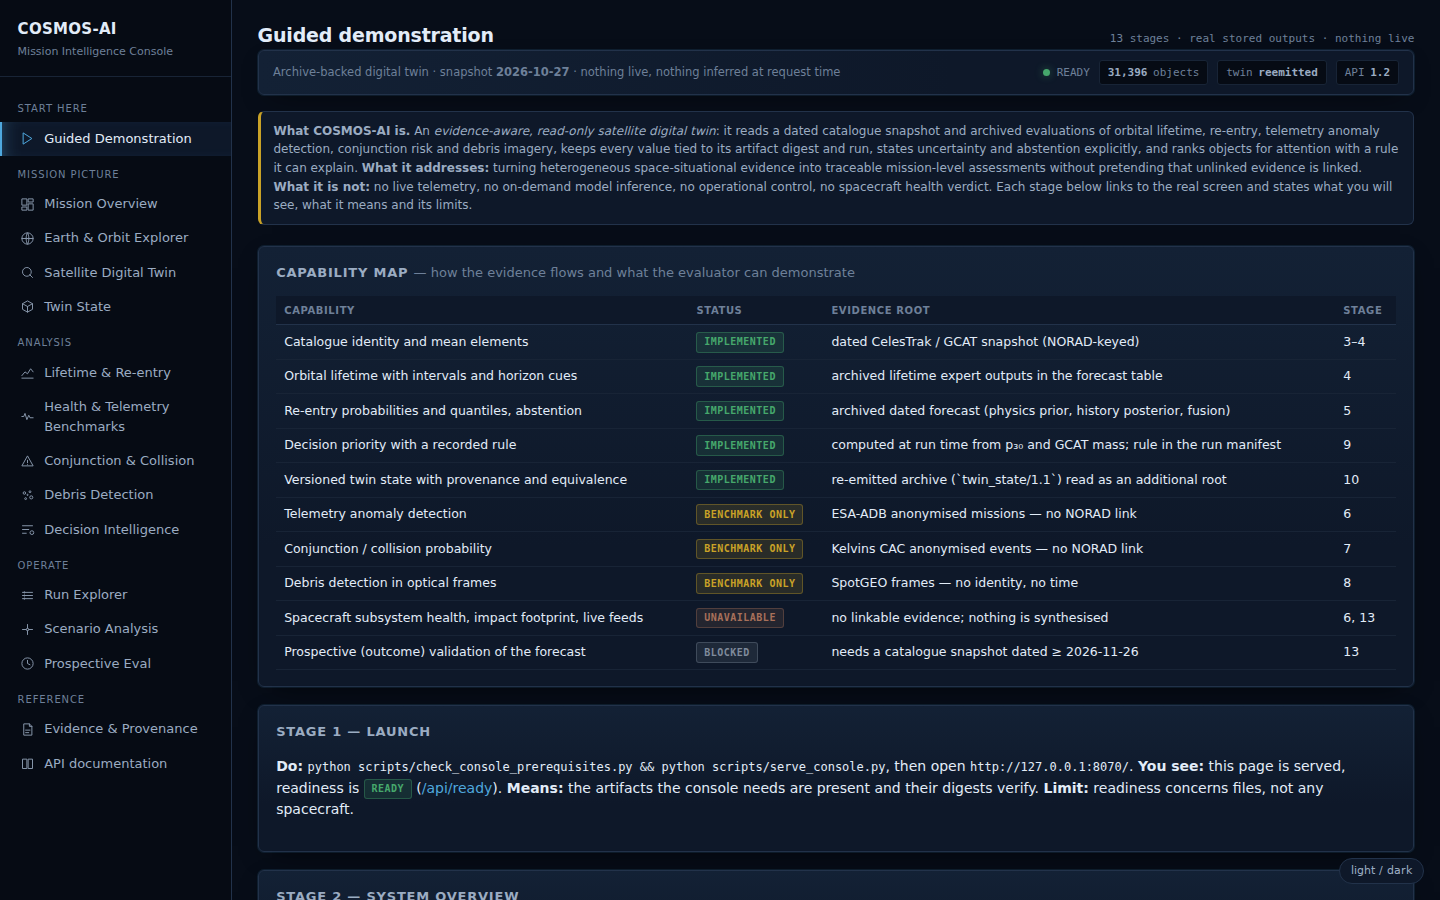 COSMOS-AI
Mission Intelligence Console
START HERE
Guided Demonstration
MISSION PICTURE
Mission Overview
Earth & Orbit Explorer
Satellite Digital Twin
Twin State
ANALYSIS
Lifetime & Re-entry
Health & Telemetry
Benchmarks
Conjunction & Collision
Debris Detection
Decision Intelligence
OPERATE
Run Explorer
Scenario Analysis
Prospective Eval
REFERENCE
Evidence & Provenance
API documentation
Guided demonstration
13 stages · real stored outputs · nothing live
Archive-backed digital twin · snapshot 2026-10-27 · nothing live, nothing inferred at request time
READY 31,396 objects twin reemitted API 1.2
What COSMOS-AI is. An evidence-aware, read-only satellite digital twin: it reads a dated catalogue snapshot and archived evaluations of orbital lifetime, re-entry, telemetry anomaly
detection, conjunction risk and debris imagery, keeps every value tied to its artifact digest and run, states uncertainty and abstention explicitly, and ranks objects for attention with a rule
it can explain. What it addresses: turning heterogeneous space-situational evidence into traceable mission-level assessments without pretending that unlinked evidence is linked.
What it is not: no live telemetry, no on-demand model inference, no operational control, no spacecraft health verdict. Each stage below links to the real screen and states what you will
see, what it means and its limits.
CAPABILITY MAP — how the evidence flows and what the evaluator can demonstrate
CAPABILITY STATUS EVIDENCE ROOT STAGE
Catalogue identity and mean elements IMPLEMENTED dated CelesTrak / GCAT snapshot (NORAD-keyed) 3–4
Orbital lifetime with intervals and horizon cues IMPLEMENTED archived lifetime expert outputs in the forecast table 4
Re-entry probabilities and quantiles, abstention IMPLEMENTED archived dated forecast (physics prior, history posterior, fusion) 5
Decision priority with a recorded rule IMPLEMENTED computed at run time from p₃₀ and GCAT mass; rule in the run manifest 9
Versioned twin state with provenance and equivalence IMPLEMENTED re-emitted archive (`twin_state/1.1`) read as an additional root 10
Telemetry anomaly detection BENCHMARK ONLY ESA-ADB anonymised missions — no NORAD link 6
Conjunction / collision probability BENCHMARK ONLY Kelvins CAC anonymised events — no NORAD link 7
Debris detection in optical frames BENCHMARK ONLY SpotGEO frames — no identity, no time 8
Spacecraft subsystem health, impact footprint, live feeds UNAVAILABLE no linkable evidence; nothing is synthesised 6, 13
Prospective (outcome) validation of the forecast BLOCKED needs a catalogue snapshot dated ≥ 2026-11-26 13
STAGE 1 — LAUNCH
Do: python scripts/check_console_prerequisites.py && python scripts/serve_console.py, then open http://127.0.0.1:8070/. You see: this page is served,
readiness is READY (/api/ready). Means: the artifacts the console needs are present and their digests verify. Limit: readiness concerns files, not any
spacecraft.
STAGE 2 — SYSTEM OVERVIEW
light / dark